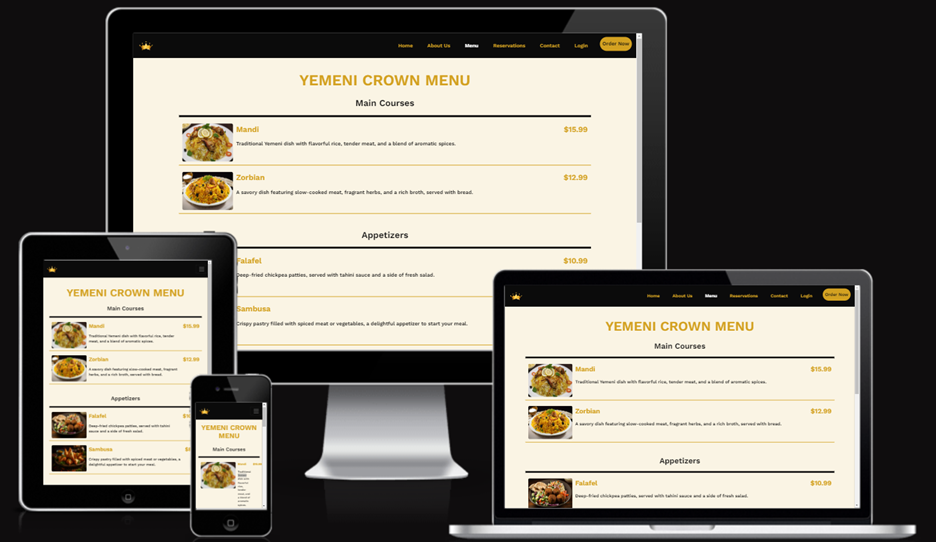 Home About Us Menu Reservations Contact Login Order Now
YEMENI CROWN MENU
Main Courses
Mandi $15.99
Traditional Yemeni dish with flavorful rice, tender meat, and a blend of aromatic spices.
Zorbian $12.99
A savory dish featuring slow-cooked meat, fragrant herbs, and a rich broth, served with bread.
Appetizers
Falafel $10.99
Deep-fried chickpea patties, served with tahini sauce and a side of fresh salad.
Sambusa
Crispy pastry filled with spiced meat or vegetables, a delightful appetizer to start your meal.
YEMENI CROWN MENU
Main Courses
Mandi $15.99
Traditional Yemeni dish with flavorful rice, tender
meat, and a blend of aromatic spices.
Zorbian $12.99
A savory dish featuring slow-cooked meat, fragrant
herbs, and a rich broth, served with bread.
Appetizers
Falafel
Deep-fried chickpea patties, served with tahini
sauce and a side of fresh salad.
Sambusa
Crispy pastry filled with spiced meat or vegetables, a
delightful appetizer to start your meal.
YEMENI CROWN
MENU
Main Courses
Mandi
Home About Us Menu Reservations Contact Login Order Now
YEMENI CROWN MENU
Main Courses
Mandi $15.99
Traditional Yemeni dish with flavorful rice, tender meat, and a blend of aromatic spices.
Zorbian $12.99
A savory dish featuring slow-cooked meat, fragrant herbs, and a rich broth, served with bread.
Appetizers
Falafel $10.99
Deep-fried chickpea patties, served with tahini sauce and a side of fresh salad.